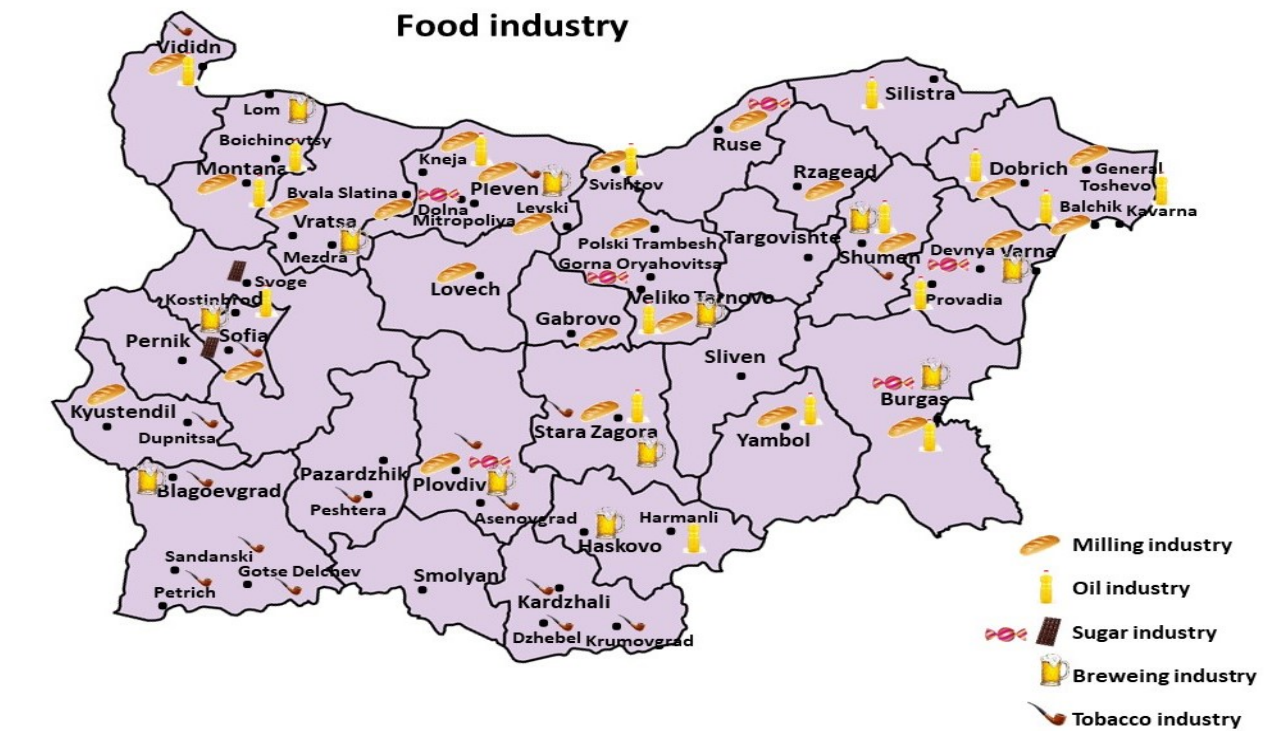 Food industry
Vididn
Lom
Boichinovtsy
Montana
Bvala Slatina
Vratsa
Mezdra
Kneja
Pleven
Dolna
Mitropoliva
Levski
Svishtov
Ruse
Silistra
Rzagead
Dobrich
General
Toshevo
Balchik
Kavarna
Polski Trambesh
Gorna Oryahovitsa
Veliko Tarnovo
Targovishte
Shumen
Devnya
Varna
Provadia
Svoge
Kostinbrod
Sofia
Pernik
Lovech
Gabrovo
Sliven
Burgas
Kyustendil
Dupnitsa
Stara Zagora
Yambol
Blagoevgrad
Pazardzhik
Peshtera
Plovdiv
Asenovgrad
Haskovo
Harmanli
Sandanski
Gotse Delchev
Petrich
Smolyan
Kardzhali
Dzhebel
Krumovgrad
Milling industry
Oil industry
Sugar industry
Breweing industry
Tobacco industry